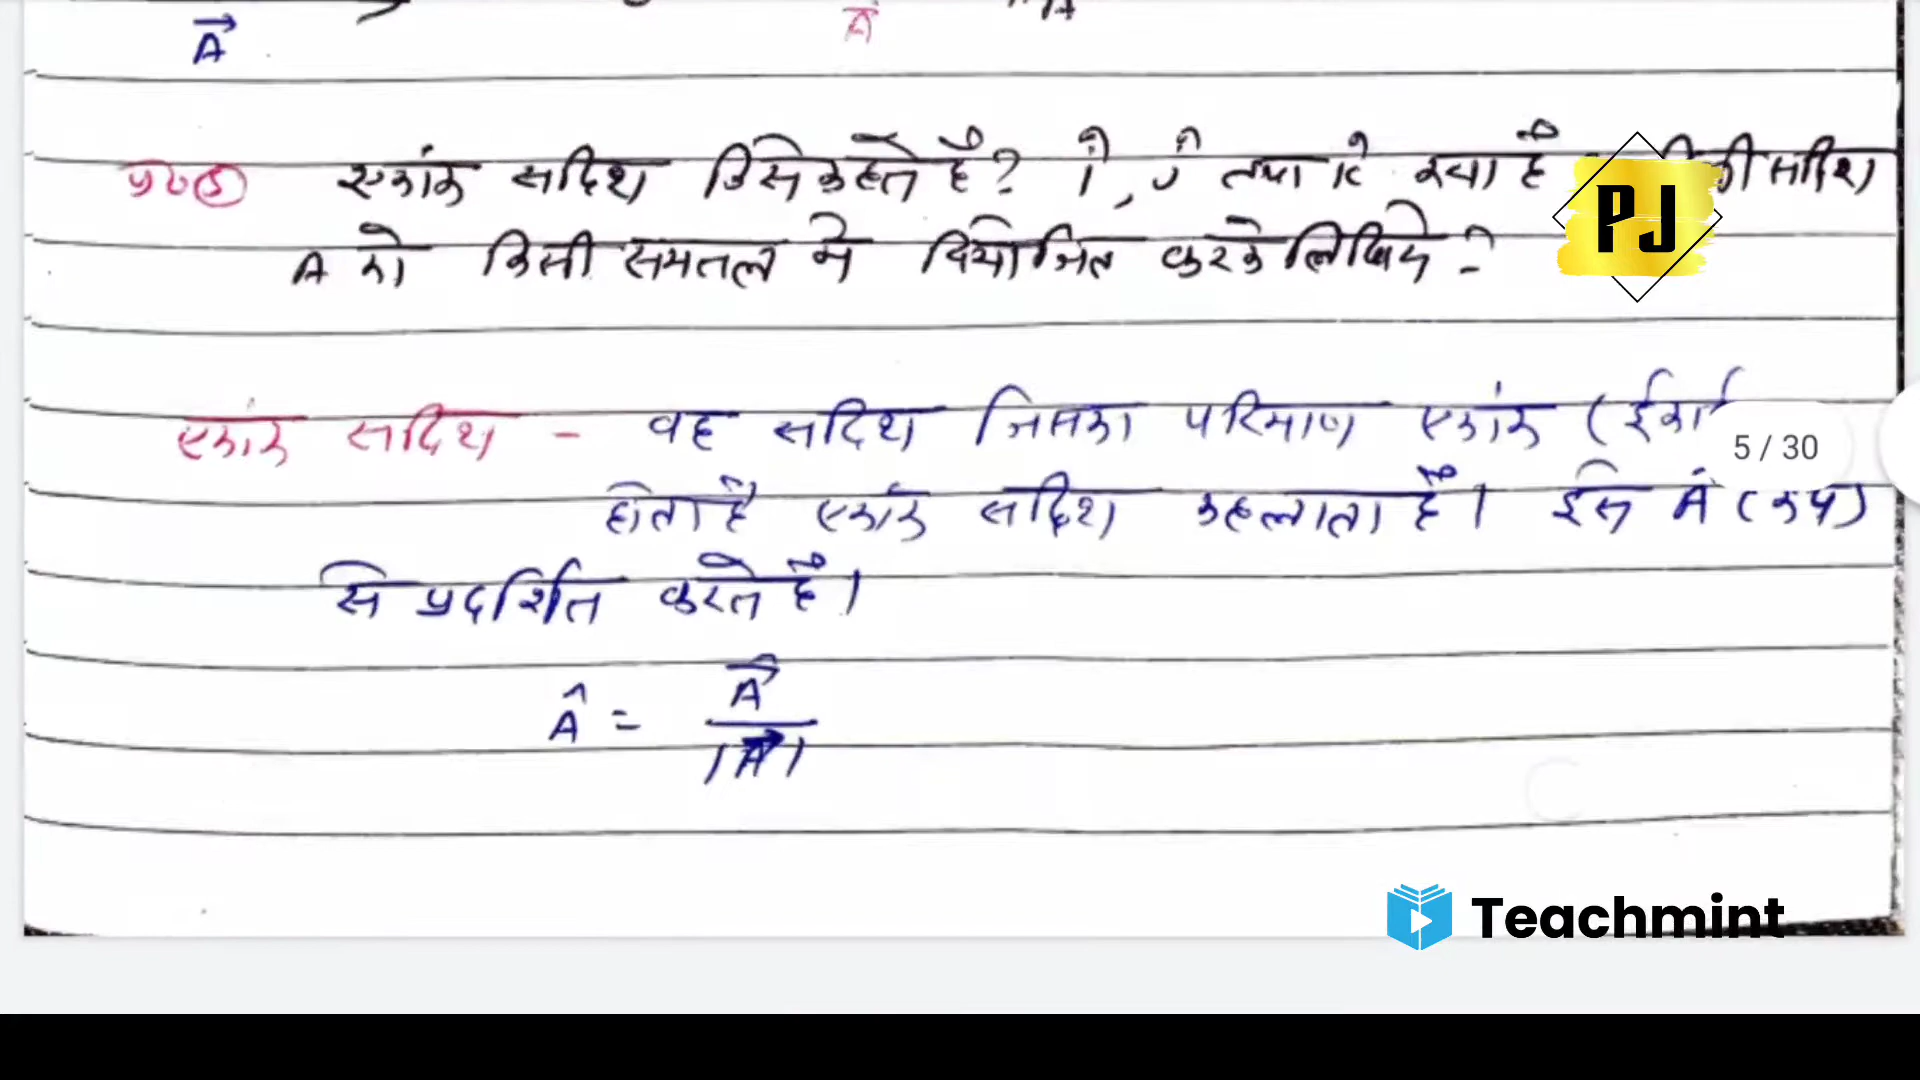 A
एकांक सदिश किसे कहते है? î, ĵ तथा k̂ क्या है सदिश
A को किसी समतल मे वियोजित करके लिखिये -
PJ
एकांक सदिश - वह सदिश जिसका परिमाण एकांक (ईकाई
5 / 30
होता है एकांक सदिश कहलाता है। इसे Â (कैप)
से प्रदर्शित करते है।
Â = A⃗ / |A⃗|
Teachmint